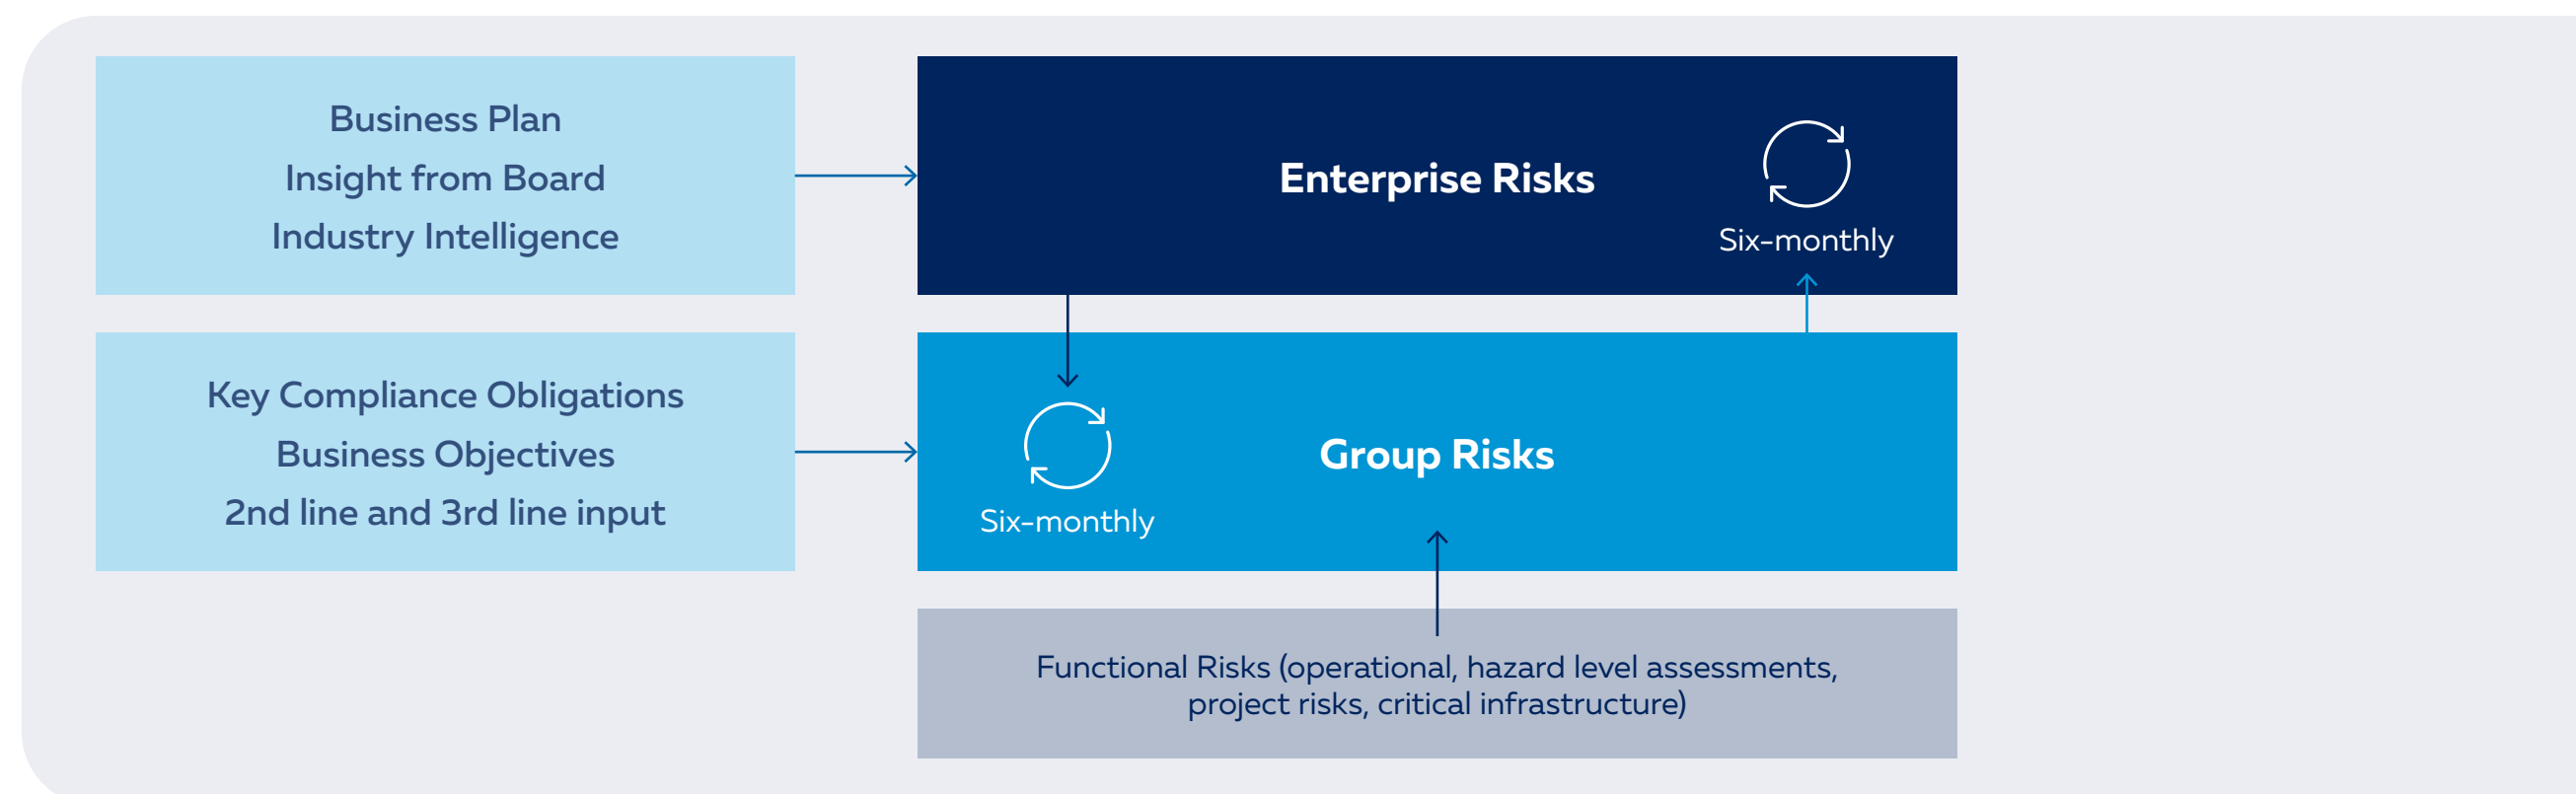 Business Plan
Insight from Board
Industry Intelligence
Enterprise Risks
Six-monthly
Key Compliance Obligations
Business Objectives
2nd line and 3rd line input
Six-monthly
Group Risks
Functional Risks (operational, hazard level assessments,
project risks, critical infrastructure)